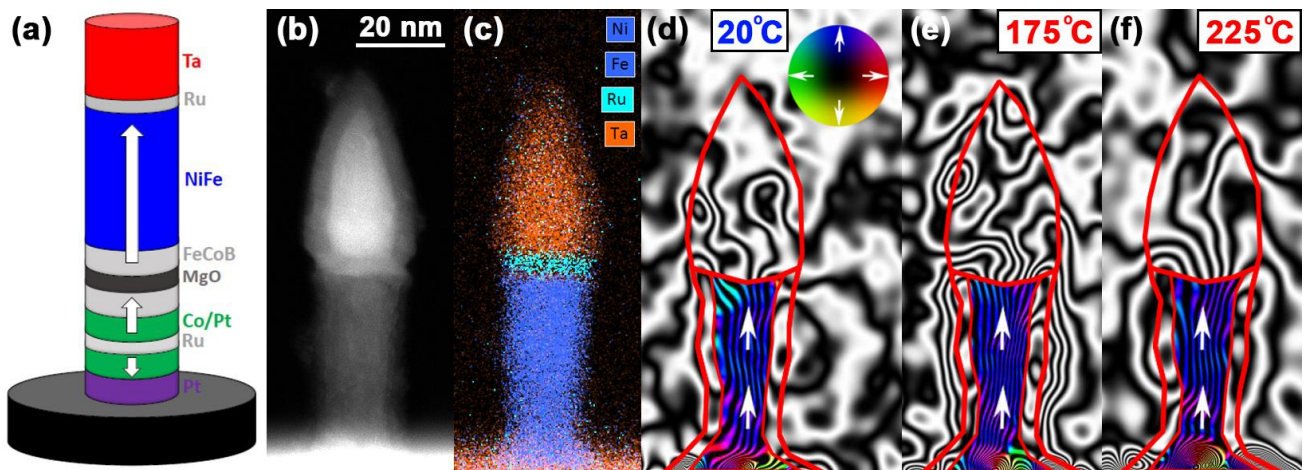 (a)
Ta
Ru
NiFe
FeCoB
MgO
Co/Pt
Ru
Pt
(b)
20 nm
(c)
Ni
Fe
Ru
Ta
(d)
20°C
(e)
175°C
(f)
225°C